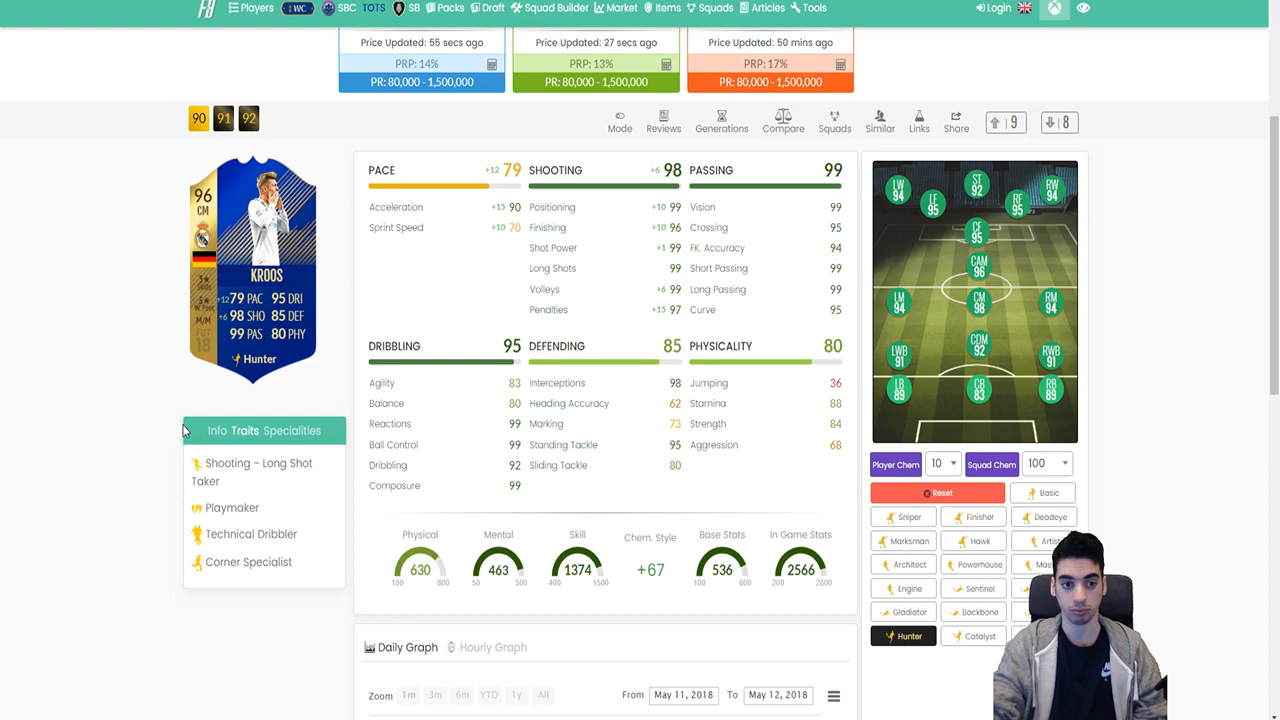 Players WC SBC TOTS SB Packs Draft Squad Builder Market Items Squads Articles Tools Login
Price Updated: 55 secs ago Price Updated: 27 secs ago Price Updated: 50 mins ago
PRP: 14% PRP: 13% PRP: 17%
PR: 80,000 - 1,500,000 PR: 80,000 - 1,500,000 PR: 80,000 - 1,500,000
90 91 92
Mode Reviews Generations Compare Squads Similar Links Share 9 8
96
CM
KROOS
+12 79 PAC 95 DRI
+6 98 SHO 85 DEF
99 PAS 80 PHY
Hunter
5★
W.Foot
M/M
FUT
18
Info Traits Specialities
Shooting - Long Shot
Taker
Playmaker
Technical Dribbler
Corner Specialist
PACE +12 79 SHOOTING +6 98 PASSING 99
Acceleration +15 90 Positioning +10 99 Vision 99
Sprint Speed +10 70 Finishing +10 96 Crossing 95
Shot Power +1 99 FK. Accuracy 94
Long Shots 99 Short Passing 99
Volleys +6 99 Long Passing 99
Penalties +15 97 Curve 95
DRIBBLING 95 DEFENDING 85 PHYSICALITY 80
Agility 83 Interceptions 98 Jumping 36
Balance 80 Heading Accuracy 62 Stamina 88
Reactions 99 Marking 73 Strength 84
Ball Control 99 Standing Tackle 95 Aggression 68
Dribbling 92 Sliding Tackle 80
Composure 99
Physical Mental Skill Chem. Style Base Stats In Game Stats
630 463 1374 +67 536 2566
100 800 50 500 400 1500 100 600 200 2800
Daily Graph Hourly Graph
Zoom 1m 3m 6m YTD 1y All From May 11, 2018 To May 12, 2018
LW 94 ST 92 RW 94
LF 95 RF 95
CF 95
CAM 96
LM 94 CM 98 RM 94
LWB 91 CDM 92 RWB 91
LB 89 CB 83 RB 89
Player Chem 10 Squad Chem 100
Reset Basic
Sniper Finisher Deadeye
Marksman Hawk Artist
Architect Powerhouse
Engine Sentinel
Gladiator Backbone
Hunter Catalyst